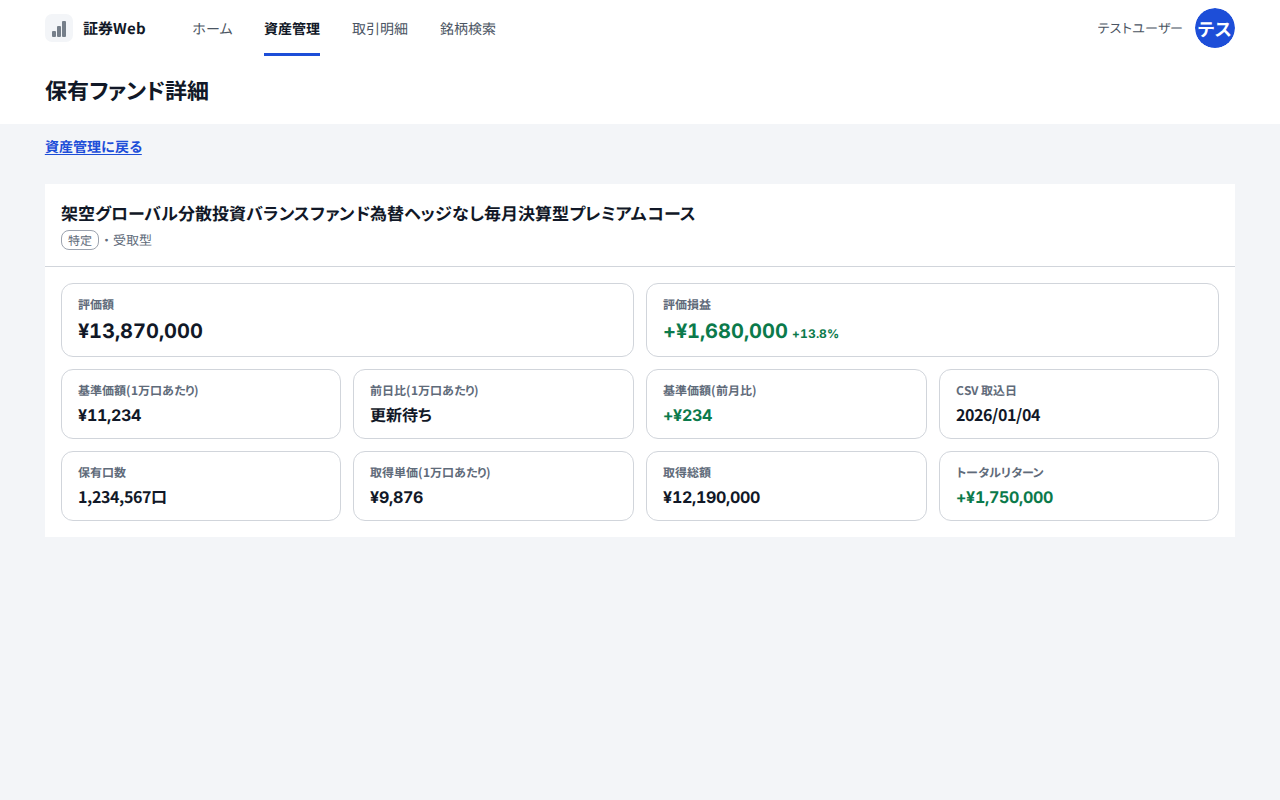 証券Web ホーム 資産管理 取引明細 銘柄検索 テストユーザー テス
保有ファンド詳細
資産管理に戻る
架空グローバル分散投資バランスファンド為替ヘッジなし毎月決算型プレミアムコース
特定 ・受取型
評価額
¥13,870,000
評価損益
+¥1,680,000 +13.8%
基準価額(1万口あたり)
¥11,234
前日比(1万口あたり)
更新待ち
基準価額(前月比)
+¥234
CSV 取込日
2026/01/04
保有口数
1,234,567口
取得単価(1万口あたり)
¥9,876
取得総額
¥12,190,000
トータルリターン
+¥1,750,000